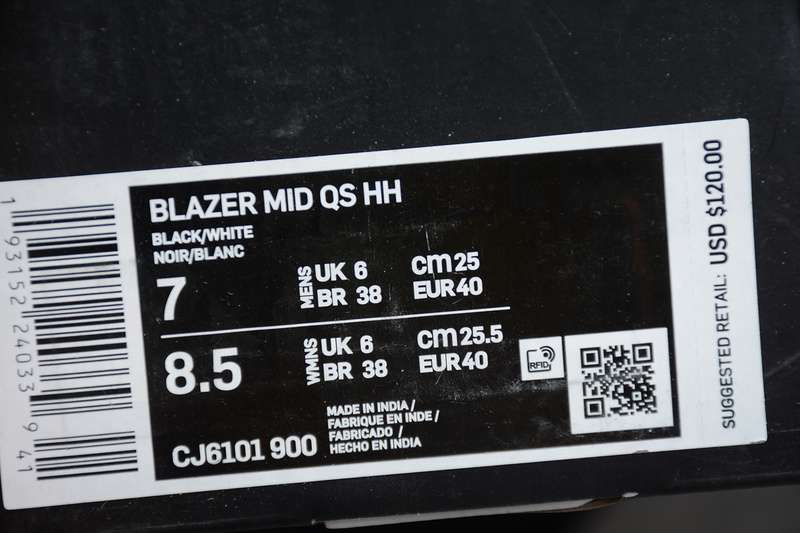 BLAZER MID QS HH
BLACK/WHITE
NOIR/BLANC
7
MENS
UK 6
BR 38
cm 25
EUR 40
8.5
WMNS
UK 6
BR 38
cm 25.5
EUR 40
RFID
CJ6101 900
MADE IN INDIA /
FABRIQUE EN INDE /
FABRICADO /
HECHO EN INDIA
SUGGESTED RETAIL: USD $120.00
1 93152 24033 9 41